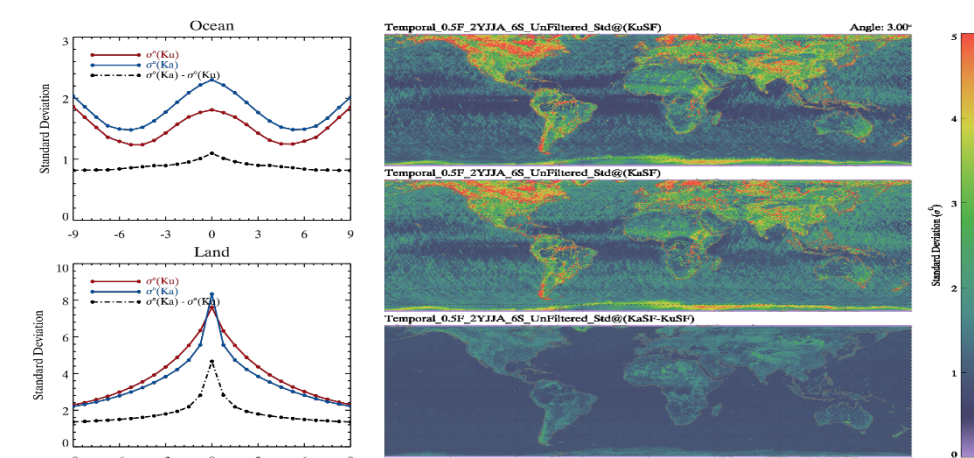 Ocean
3
2
1
0
Standard Deviation
σ°(Ku)
σ°(Ka)
σ°(Ka) - σ°(Ku)
-9 -6 -3 0 3 6 9
Land
10
8
6
4
2
0
Standard Deviation
σ°(Ku)
σ°(Ka)
σ°(Ka) - σ°(Ku)
Temporal_0.5F_2YJJA_6S_UnFiltered_Std@(KuSF) Angle: 3.00°
Temporal_0.5F_2YJJA_6S_UnFiltered_Std@(KaSF)
Temporal_0.5F_2YJJA_6S_UnFiltered_Std@(KaSF-KuSF)
5
4
3
2
1
0
Standard Deviation (σ⁰)